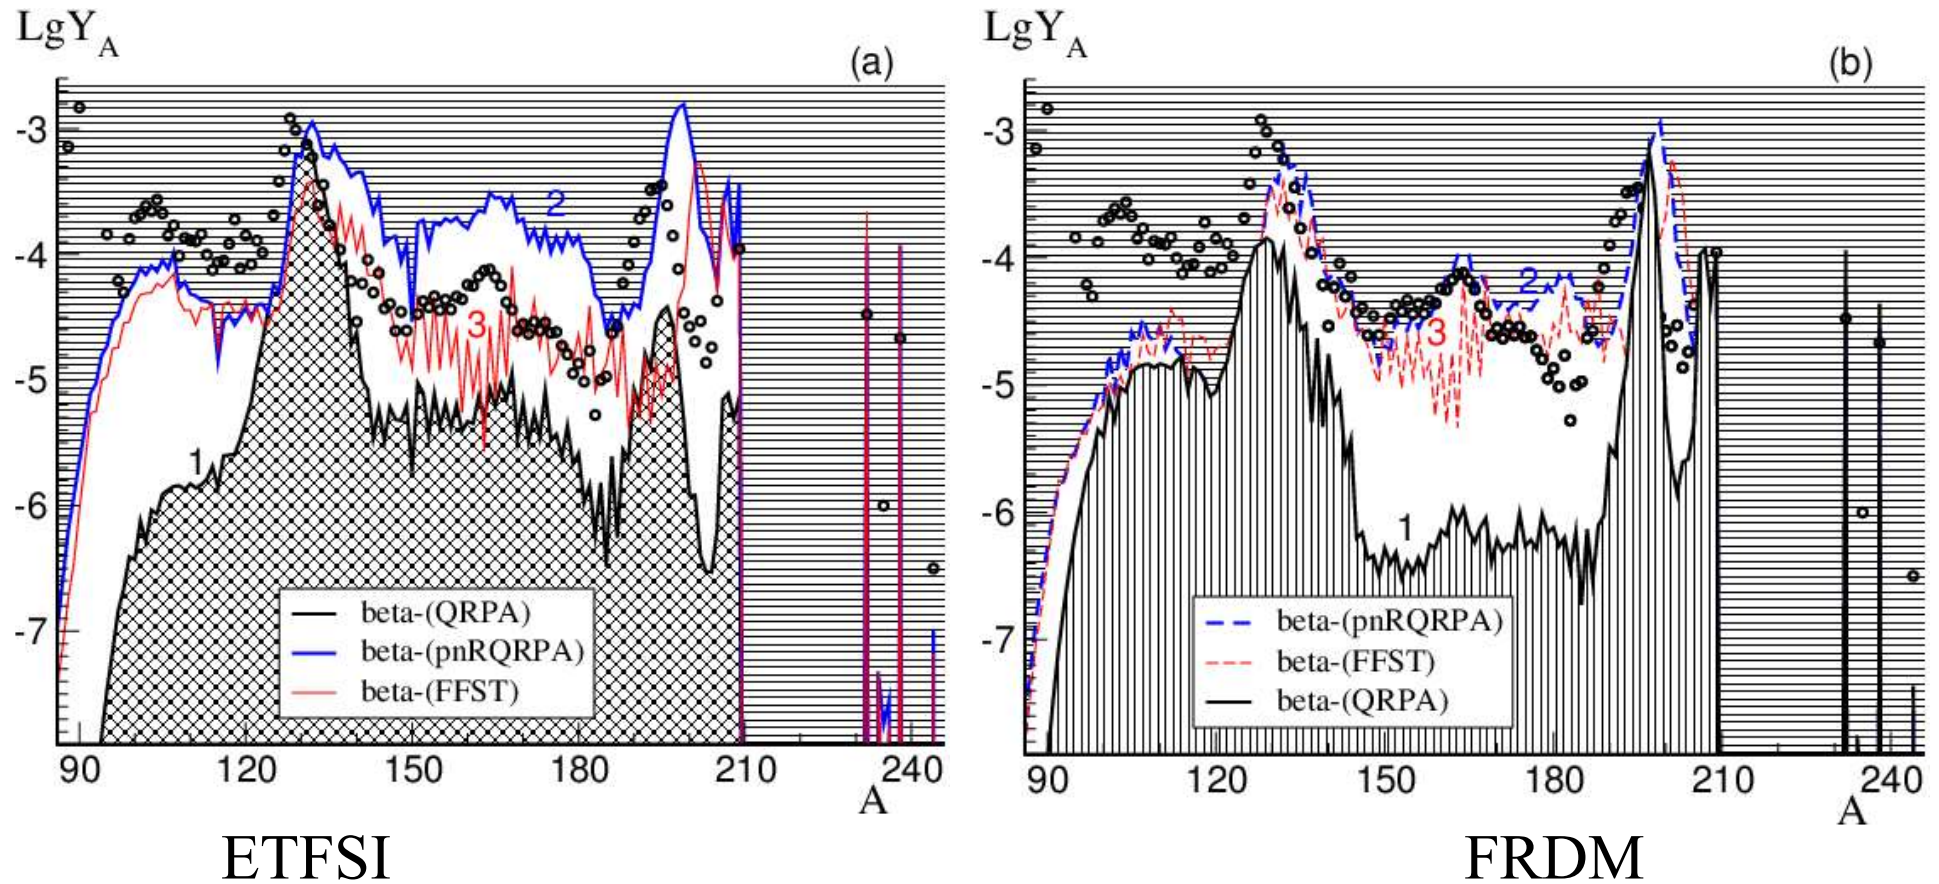 LgY_A
(a)
-3
-4
-5
-6
-7
2
3
1
beta-(QRPA)
beta-(pnRQRPA)
beta-(FFST)
90 120 150 180 210 240
A
ETFSI
LgY_A
(b)
-3
-4
-5
-6
-7
2
3
1
beta-(pnRQRPA)
beta-(FFST)
beta-(QRPA)
90 120 150 180 210 240
A
FRDM